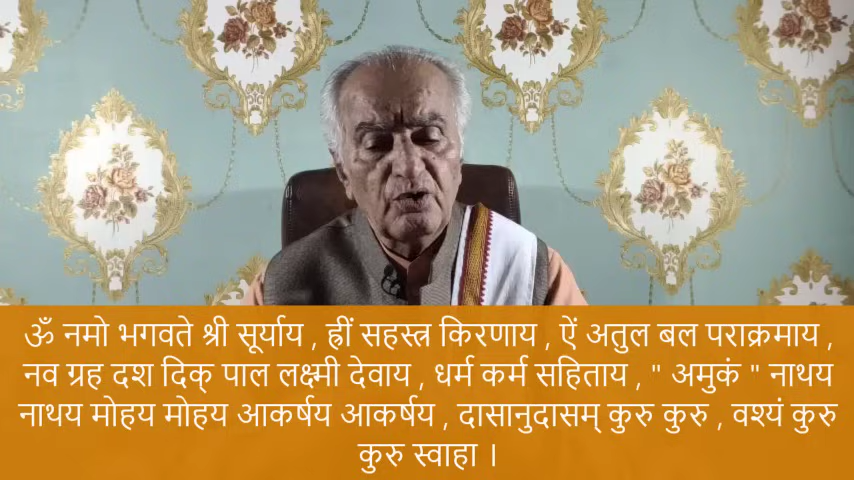 ॐ नमो भगवते श्री सूर्याय , ह्रीं सहस्त्र किरणाय , ऐं अतुल बल पराक्रमाय ,
नव ग्रह दश दिक् पाल लक्ष्मी देवाय , धर्म कर्म सहिताय , " अमुकं " नाथय
नाथय मोहय मोहय आकर्षय आकर्षय , दासानुदासम् कुरु कुरु , वश्यं कुरु
कुरु स्वाहा ।